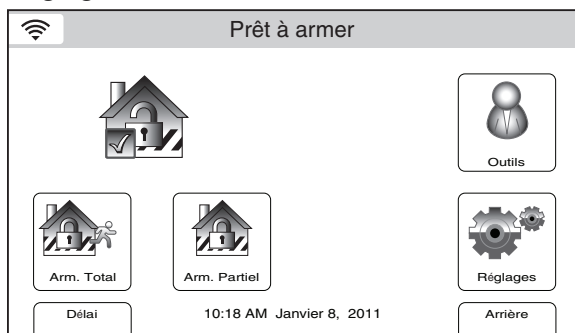 Prêt à armer
Outils
Arm. Total
Arm. Partiel
Réglages
Délai
10:18 AM Janvier 8, 2011
Arrière